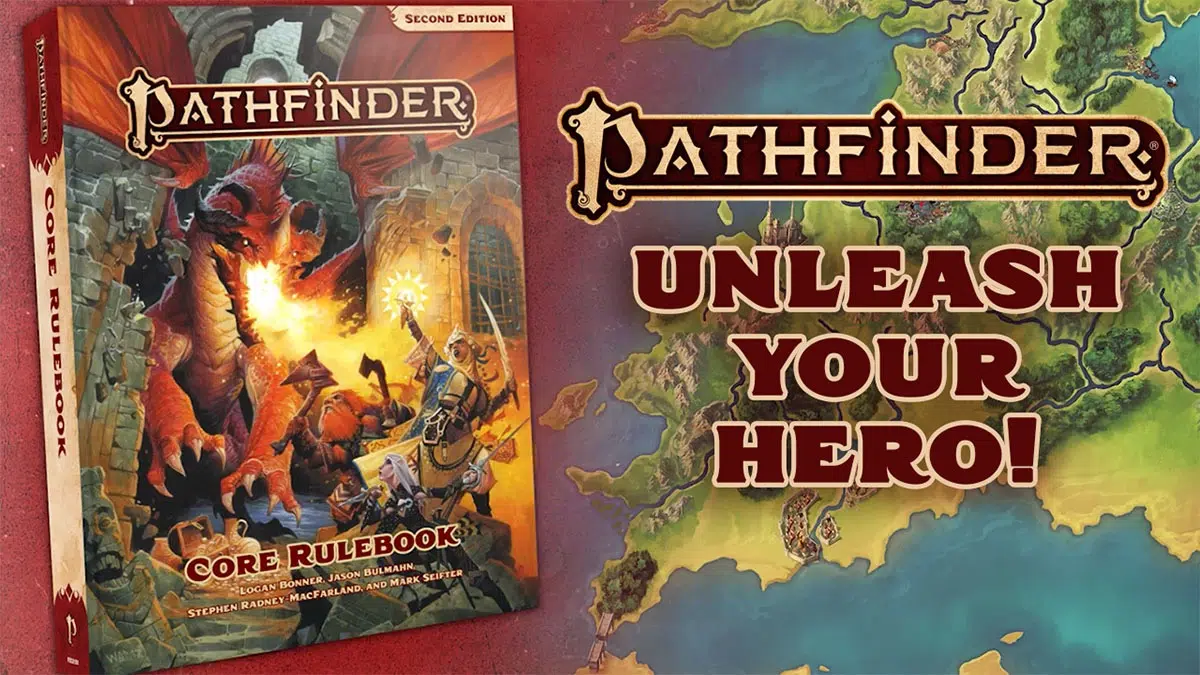 SECOND EDITION
PATHFINDER
PATHFINDER
CORE RULEBOOK
CORE RULEBOOK
LOGAN BONNER, JASON BULMAHN,
STEPHEN RADNEY-MACFARLAND, AND MARK SEIFTER
P
PATHFINDER®
UNLEASH
YOUR
HERO!